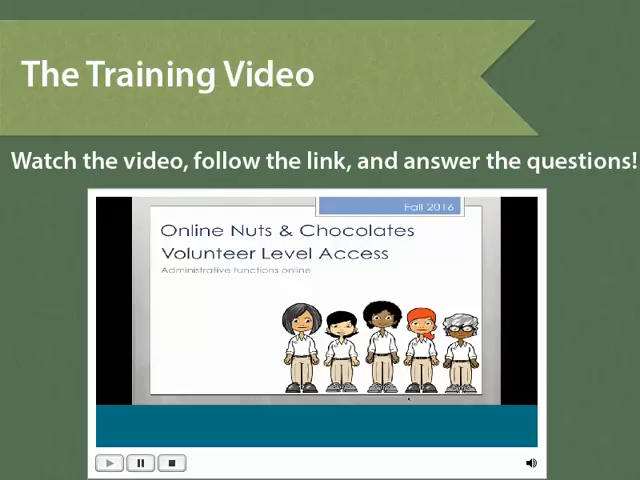 The Training Video
Watch the video, follow the link, and answer the questions!
Fall 2016
Online Nuts & Chocolates
Volunteer Level Access
Administrative functions online